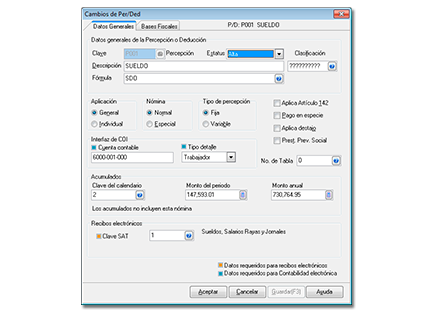 Cambios de Per/Ded
Datos Generales Bases Fiscales P/D: P001 SUELDO
Datos generales de la Percepción o Deducción
Clave P001 Percepción Estatus Alta Clasificación
Descripción SUELDO ??????????
Fórmula SDO
Aplicación Nómina Tipo de percepción Aplica Artículo 142
General Normal Fija Pago en especie
Individual Especial Variable Aplica destajo
Prest. Prev. Social
Interfaz de COI
Cuenta contable Tipo detalle
6000-001-000 Trabajador No. de Tabla 0
Acumulados
Clave del calendario Monto del periodo Monto anual
2 147,593.01 730,764.95
Los acumulados no incluyen esta nómina
Recibos electrónicos
Clave SAT 1 Sueldos, Salarios Rayas y Jornales
Datos requeridos para recibos electrónicos
Datos requeridos para Contabilidad electrónica
Aceptar Cancelar Guardar(F3) Ayuda